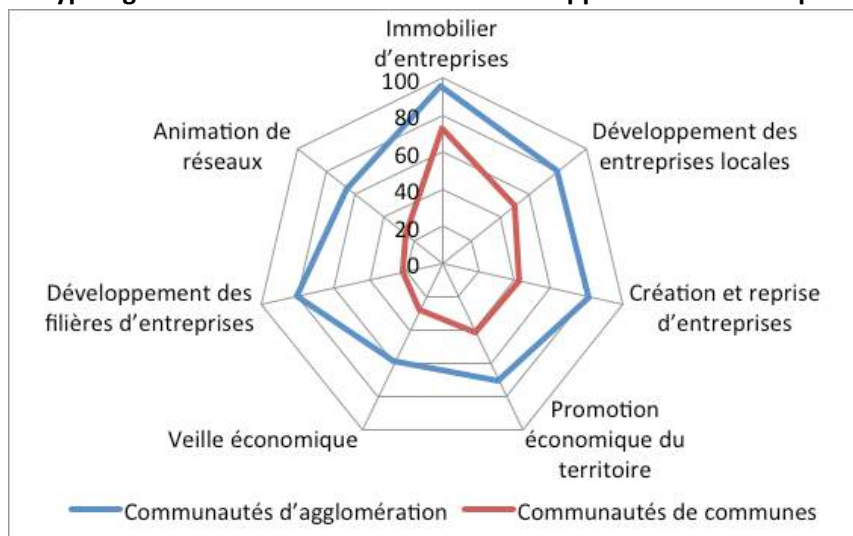 Immobilier
d’entreprises
100
80
60
40
20
0
Animation de
réseaux
Développement des
entreprises locales
Développement des
filières d’entreprises
Création et reprise
d’entreprises
Veille économique
Promotion
économique du
territoire
Communautés d’agglomération
Communautés de communes